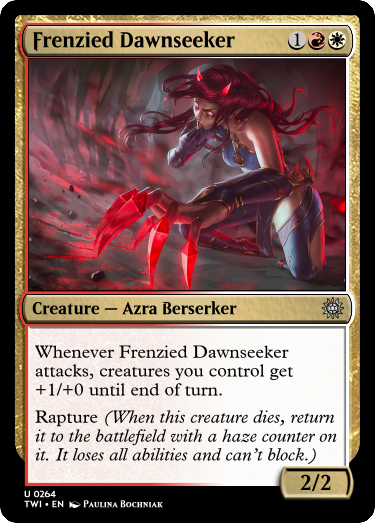 Frenzied Dawnseeker 1
Creature — Azra Berserker
Whenever Frenzied Dawnseeker
attacks, creatures you control get
+1/+0 until end of turn.
Rapture (When this creature dies, return
it to the battlefield with a haze counter on
it. It loses all abilities and can't block.)
2/2
U 0264
TWI • EN Paulina Bochniak